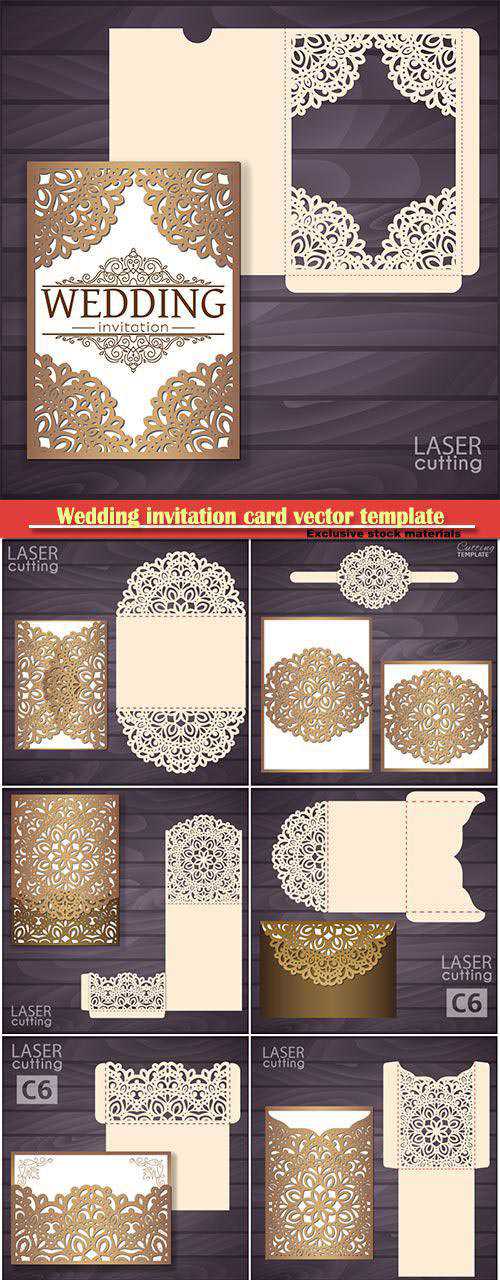 WEDDING
invitation
LASER
cutting
Wedding invitation card vector template
Exclusive stock materials
LASER
cutting
Cutting
TEMPLATE
LASER
cutting
LASER
cutting
C6
LASER
cutting
C6
LASER
cutting